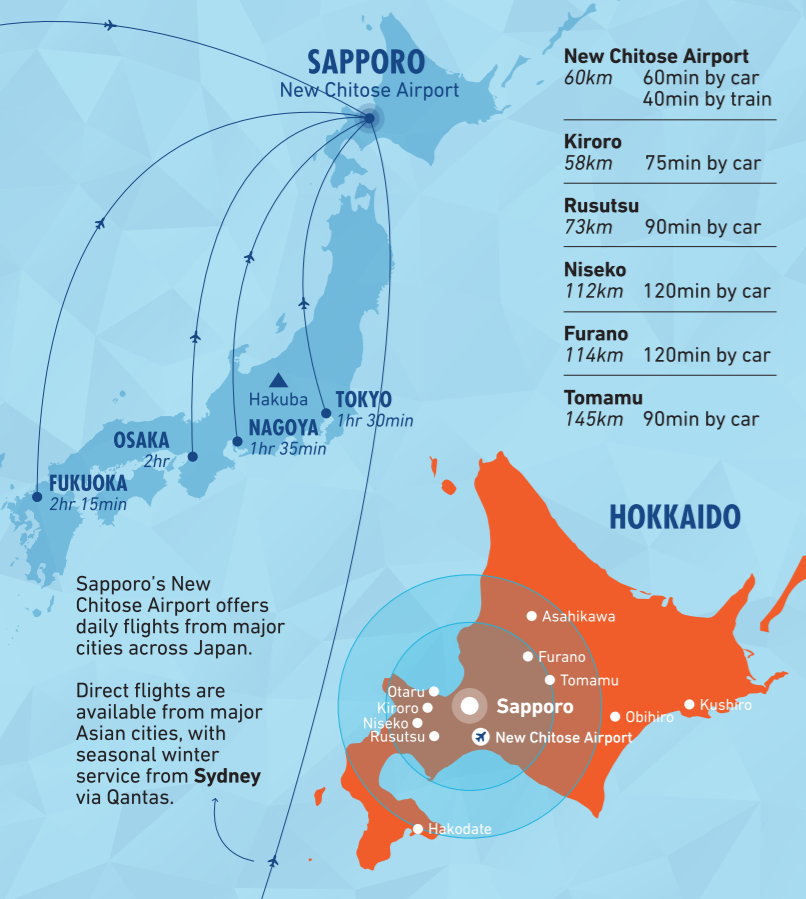 SAPPORO
New Chitose Airport
New Chitose Airport
60km 60min by car
40min by train
Kiroro
58km 75min by car
Rusutsu
73km 90min by car
Niseko
112km 120min by car
Furano
114km 120min by car
Tomamu
145km 90min by car
Hakuba
TOKYO
1hr 30min
NAGOYA
1hr 35min
OSAKA
2hr
FUKUOKA
2hr 15min
HOKKAIDO
Sapporo's New
Chitose Airport offers
daily flights from major
cities across Japan.
Direct flights are
available from major
Asian cities, with
seasonal winter
service from Sydney
via Qantas.
Asahikawa
Furano
Tomamu
Otaru
Kiroro
Niseko
Rusutsu
Sapporo
New Chitose Airport
Obihiro
Kushiro
Hakodate